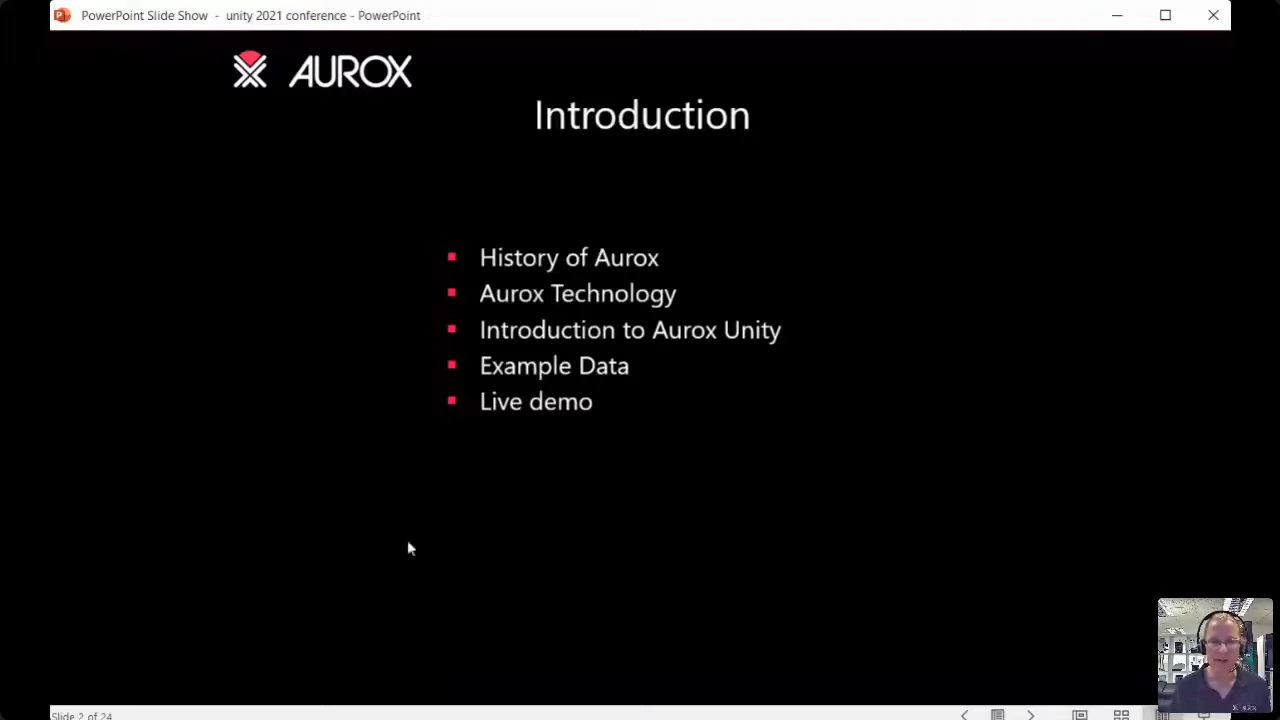 PowerPoint Slide Show - unity 2021 conference - PowerPoint
AUROX
Introduction
History of Aurox
Aurox Technology
Introduction to Aurox Unity
Example Data
Live demo
Slide 2 of 24